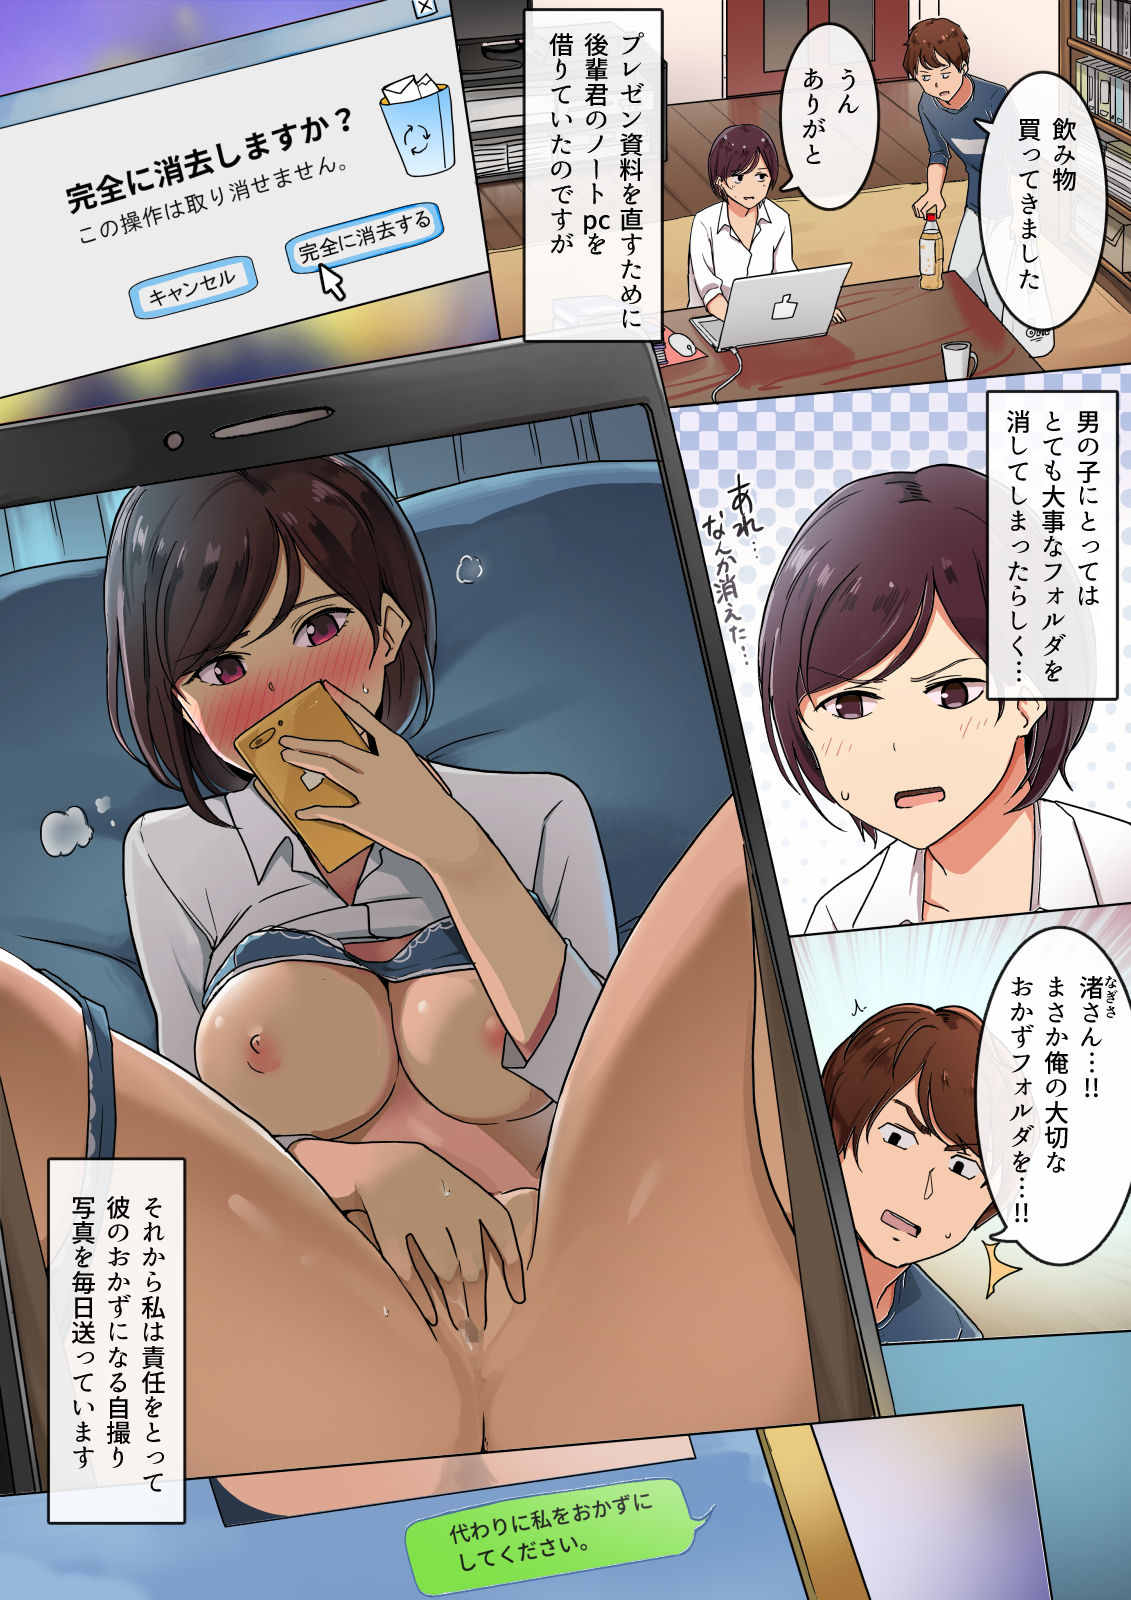 飲み物
買ってきました
うん
ありがと
プレゼン資料を直すために
後輩君のノートpcを
借りていたのですが
完全に消去しますか？
この操作は取り消せません。
完全に消去する
キャンセル
男の子にとっては
とても大事なフォルダを
消してしまったらしく…
あれ…
なんか消えた…
渚さん…!!
なぎさ
まさか俺の大切な
おかずフォルダを…!!
それから私は責任をとって
彼のおかずになる自撮り
写真を毎日送っています
代わりに私をおかずに
してください。